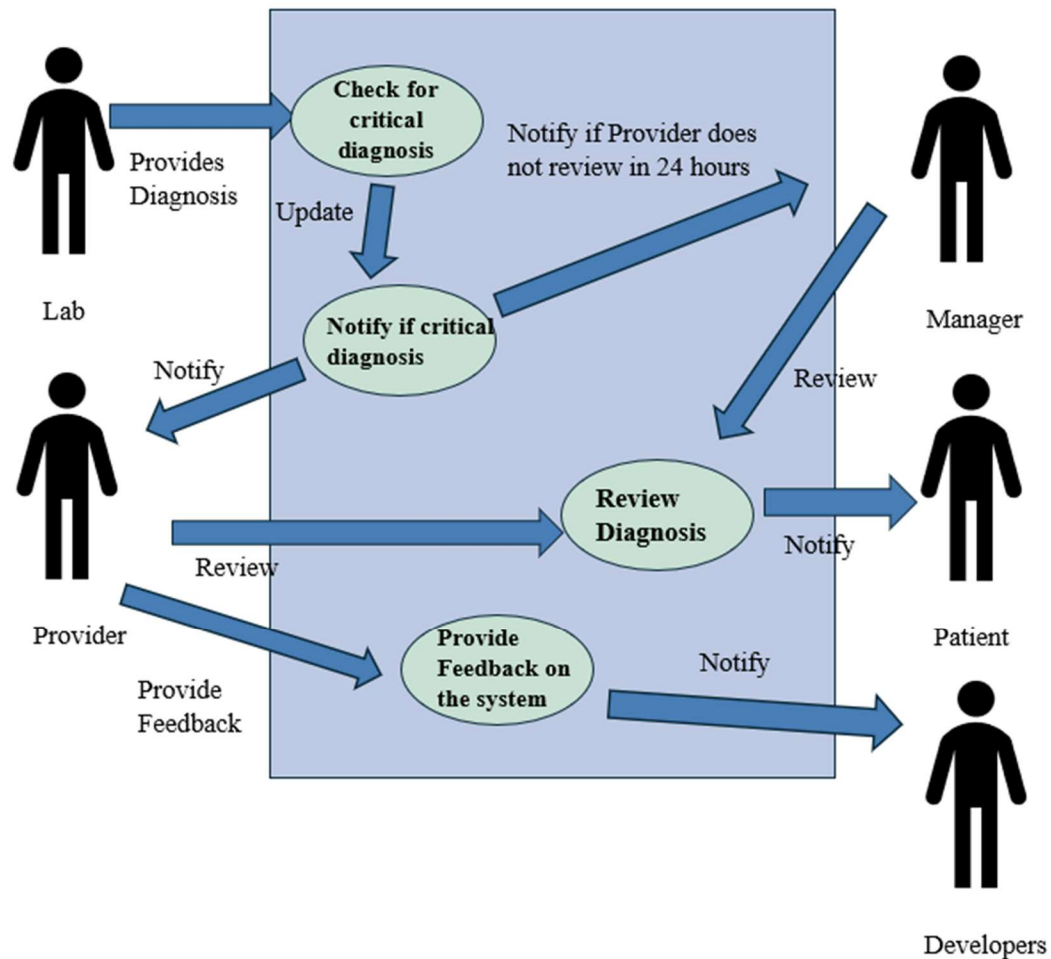 Check for
critical
diagnosis
Provides
Diagnosis
Notify if Provider does
not review in 24 hours
Update
Lab
Manager
Notify if critical
diagnosis
Notify
Review
Review
Diagnosis
Notify
Review
Provider
Patient
Provide
Feedback on
the system
Notify
Provide
Feedback
Developers